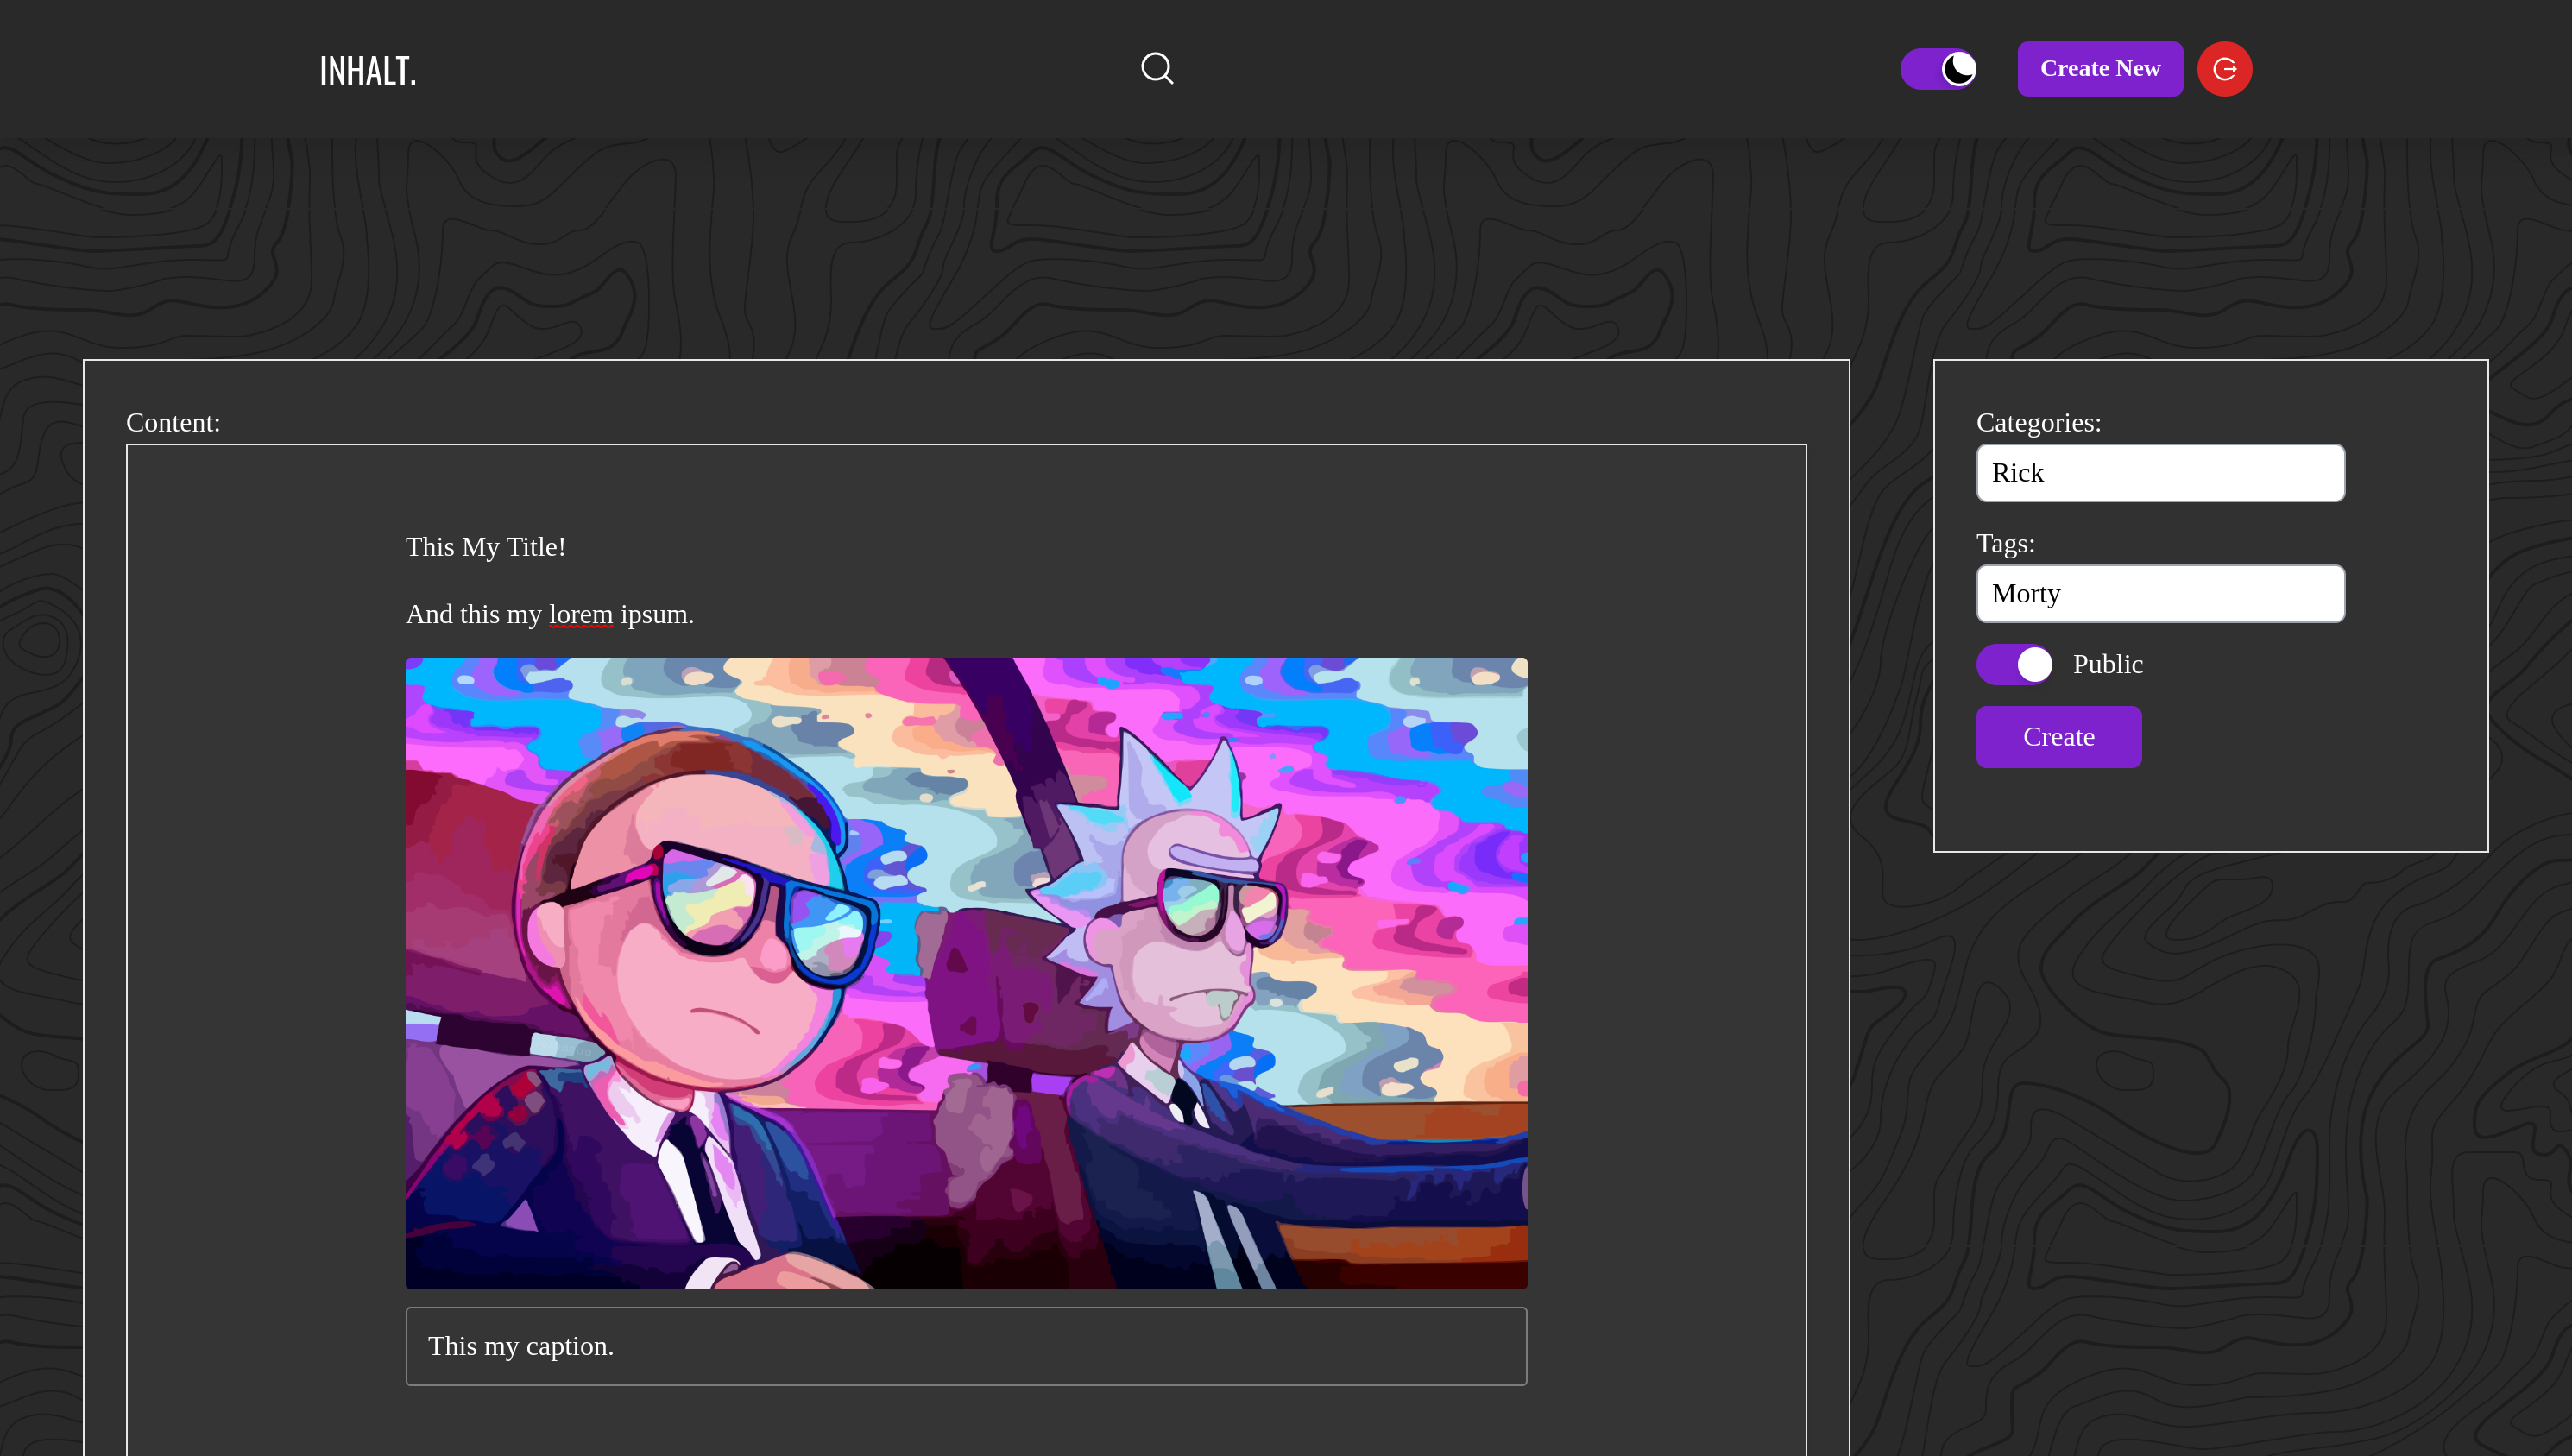 INHALT.
Create New
Content:
This My Title!
And this my lorem ipsum.
This my caption.
Categories:
Rick
Tags:
Morty
Public
Create